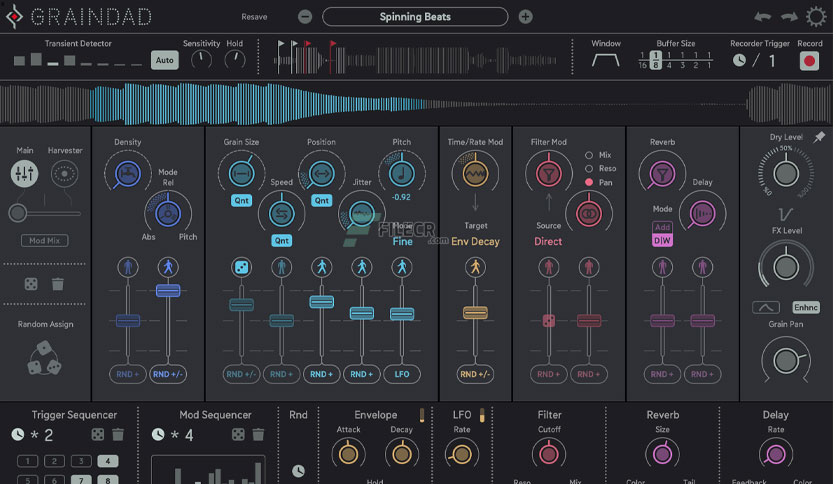 GRAINDAD
Resave
Spinning Beats
Transient Detector
Auto
Sensitivity
Hold
Window
Buffer Size
1 1 1 1 1 1 1
16 8 4 3 2 1
Recorder Trigger
/ 1
Record
Main
Harvester
Mod Mix
Random Assign
Density
Mode
Rel
Abs
Pitch
RND +
RND +/-
Grain Size
Position
Pitch
Qnt
Speed
Qnt
Jitter
-0.92
Qnt
Mode
Fine
FILECR
.com
RND +/-
RND +
RND +
RND +
LFO
Time/Rate Mod
Target
Env Decay
RND +/-
Filter Mod
Mix
Reso
Pan
Source
Direct
RND +
RND +
Reverb
Delay
Mode
Add
D|W
RND +
RND +
Dry Level
0%
50%
FX Level
Enhnc
Grain Pan
Trigger Sequencer
* 2
1 2 3 4
5 6 7 8
Mod Sequencer
* 4
Rnd
Envelope
Attack
Decay
Hold
LFO
Rate
Filter
Cutoff
Reso
Mix
Reverb
Size
Color
Tail
Delay
Rate
Feedback
Color